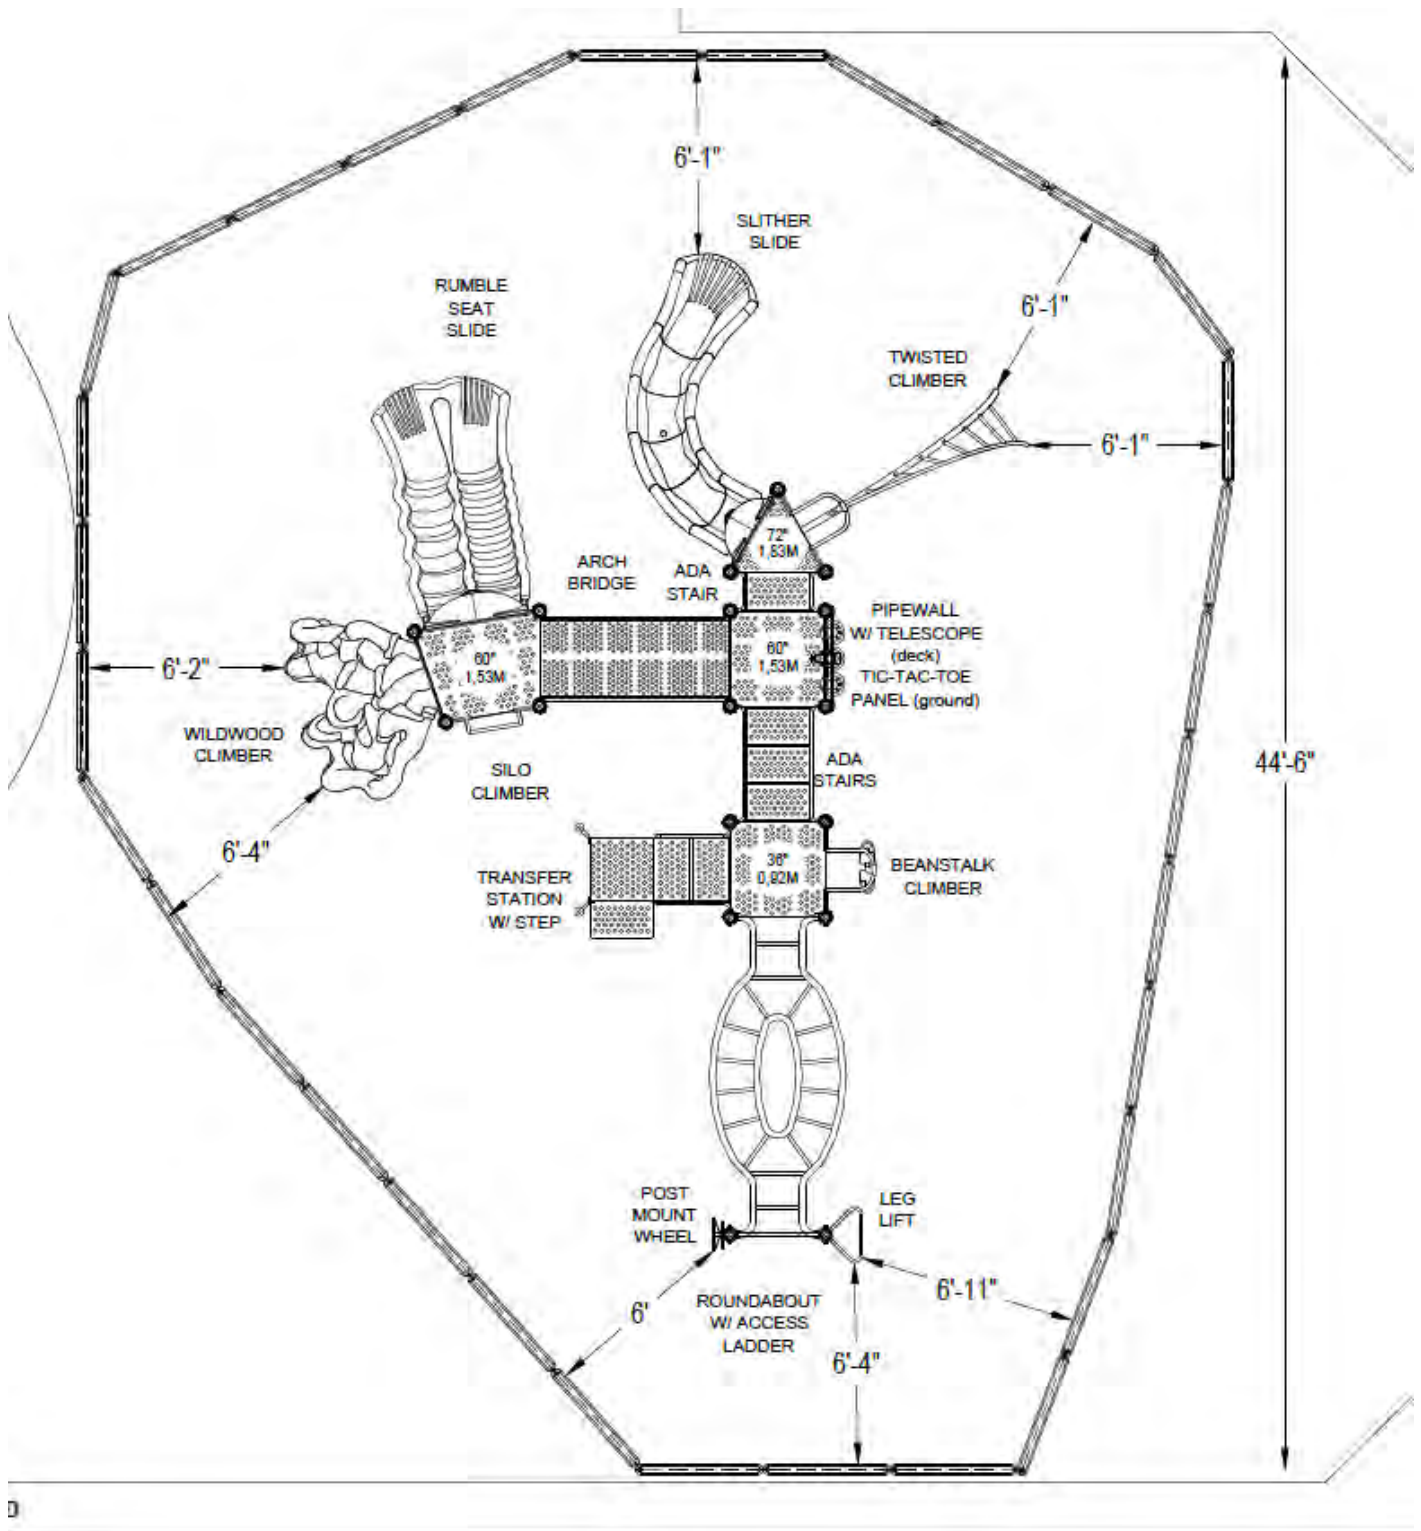 6'-1"
SLITHER
SLIDE
RUMBLE
SEAT
SLIDE
6'-1"
TWISTED
CLIMBER
6'-1"
72"
1,83M
ARCH
BRIDGE
ADA
STAIR
PIPEWALL
W/ TELESCOPE
(deck)
TIC-TAC-TOE
PANEL (ground)
60"
1,53M
60"
1,53M
6'-2"
WILDWOOD
CLIMBER
SILO
CLIMBER
ADA
STAIRS
44'-6"
6'-4"
TRANSFER
STATION
W/ STEP
36"
0,92M
BEANSTALK
CLIMBER
POST
MOUNT
WHEEL
LEG
LIFT
6'-11"
6'
ROUNDABOUT
W/ ACCESS
LADDER
6'-4"